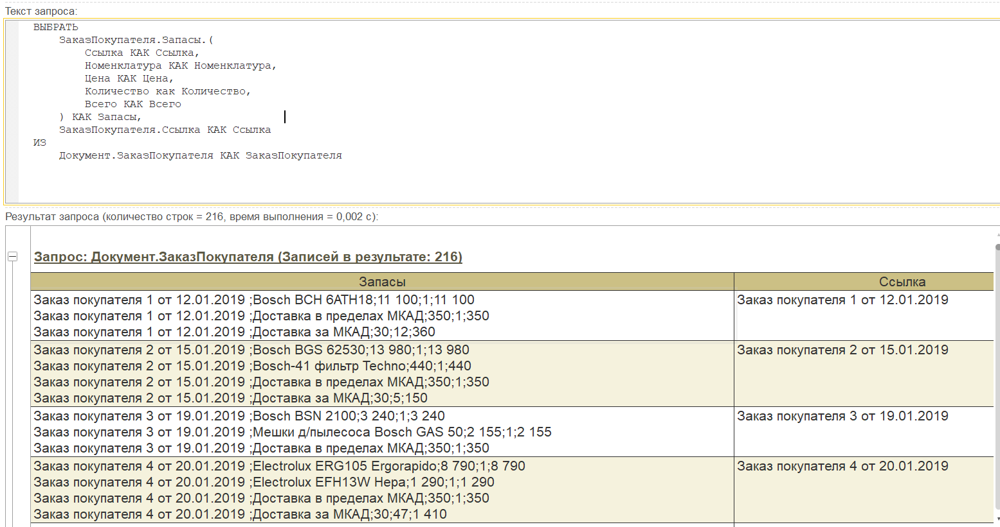 Текст запроса:
ВЫБРАТЬ
ЗаказПокупателя.Запасы.(
Ссылка КАК Ссылка,
Номенклатура КАК Номенклатура,
Цена КАК Цена,
Количество как Количество,
Всего КАК Всего
) КАК Запасы,
ЗаказПокупателя.Ссылка КАК Ссылка
ИЗ
Документ.ЗаказПокупателя КАК ЗаказПокупателя
Результат запроса (количество строк = 216, время выполнения = 0,002 с):
Запрос: Документ.ЗаказПокупателя (Записей в результате: 216)
Запасы Ссылка
Заказ покупателя 1 от 12.01.2019 ;Bosch BCH 6ATH18;11 100;1;11 100 Заказ покупателя 1 от 12.01.2019
Заказ покупателя 1 от 12.01.2019 ;Доставка в пределах МКАД;350;1;350
Заказ покупателя 1 от 12.01.2019 ;Доставка за МКАД;30;12;360
Заказ покупателя 2 от 15.01.2019 ;Bosch BGS 62530;13 980;1;13 980 Заказ покупателя 2 от 15.01.2019
Заказ покупателя 2 от 15.01.2019 ;Bosch-41 фильтр Techno;440;1;440
Заказ покупателя 2 от 15.01.2019 ;Доставка в пределах МКАД;350;1;350
Заказ покупателя 2 от 15.01.2019 ;Доставка за МКАД;30;5;150
Заказ покупателя 3 от 19.01.2019 ;Bosch BSN 2100;3 240;1;3 240 Заказ покупателя 3 от 19.01.2019
Заказ покупателя 3 от 19.01.2019 ;Мешки д/пылесоса Bosch GAS 50;2 155;1;2 155
Заказ покупателя 3 от 19.01.2019 ;Доставка в пределах МКАД;350;1;350
Заказ покупателя 4 от 20.01.2019 ;Electrolux ERG105 Ergorapido;8 790;1;8 790 Заказ покупателя 4 от 20.01.2019
Заказ покупателя 4 от 20.01.2019 ;Electrolux EFH13W Hepa;1 290;1;1 290
Заказ покупателя 4 от 20.01.2019 ;Доставка в пределах МКАД;350;1;350
Заказ покупателя 4 от 20.01.2019 ;Доставка за МКАД;30;47;1 410